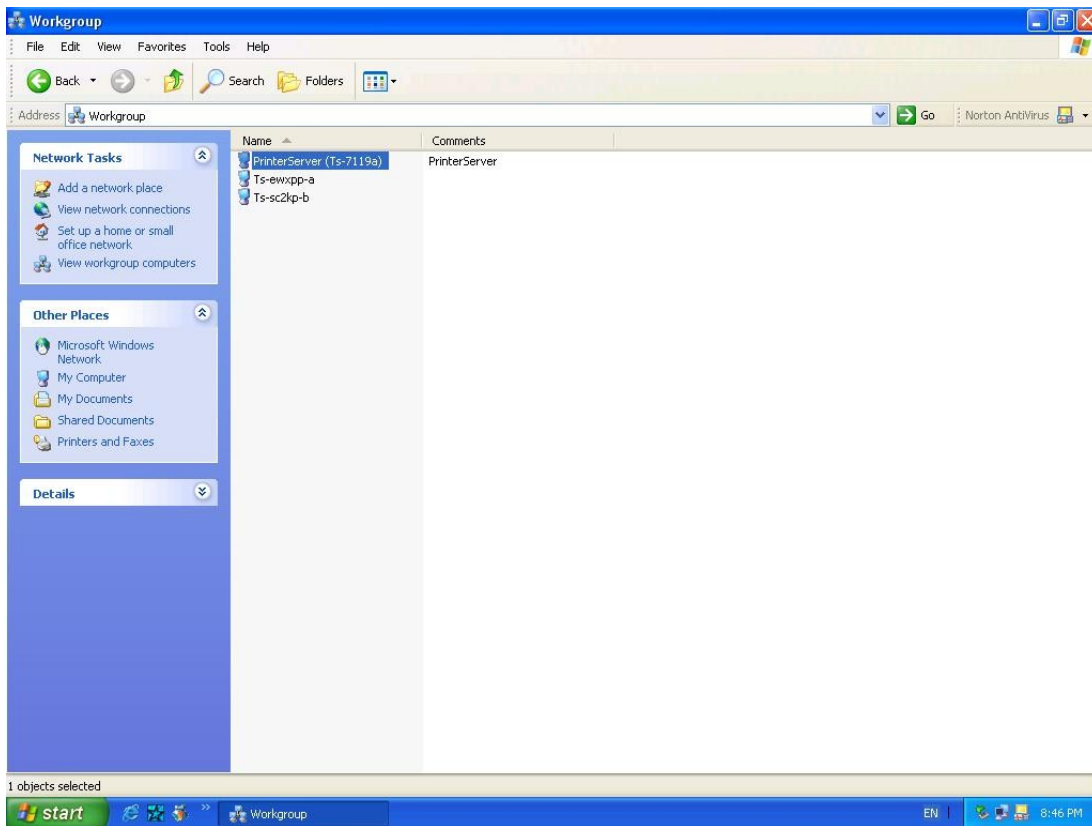 Workgroup
File Edit View Favorites Tools Help
Back Search Folders
Address Workgroup Go Norton AntiVirus
Name Comments
Network Tasks
Add a network place
View network connections
Set up a home or small
office network
View workgroup computers
Other Places
Microsoft Windows
Network
My Computer
My Documents
Shared Documents
Printers and Faxes
Details
PrinterServer (Ts-7119a) PrinterServer
Ts-ewxpp-a
Ts-sc2kp-b
1 objects selected
start Workgroup EN 8:46 PM